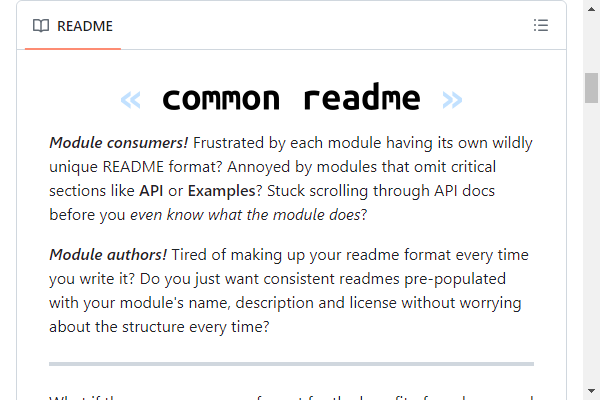 README
« common readme »
Module consumers! Frustrated by each module having its own wildly
unique README format? Annoyed by modules that omit critical
sections like API or Examples? Stuck scrolling through API docs
before you even know what the module does?
Module authors! Tired of making up your readme format every time
you write it? Do you just want consistent readmes pre-populated
with your module's name, description and license without worrying
about the structure every time?